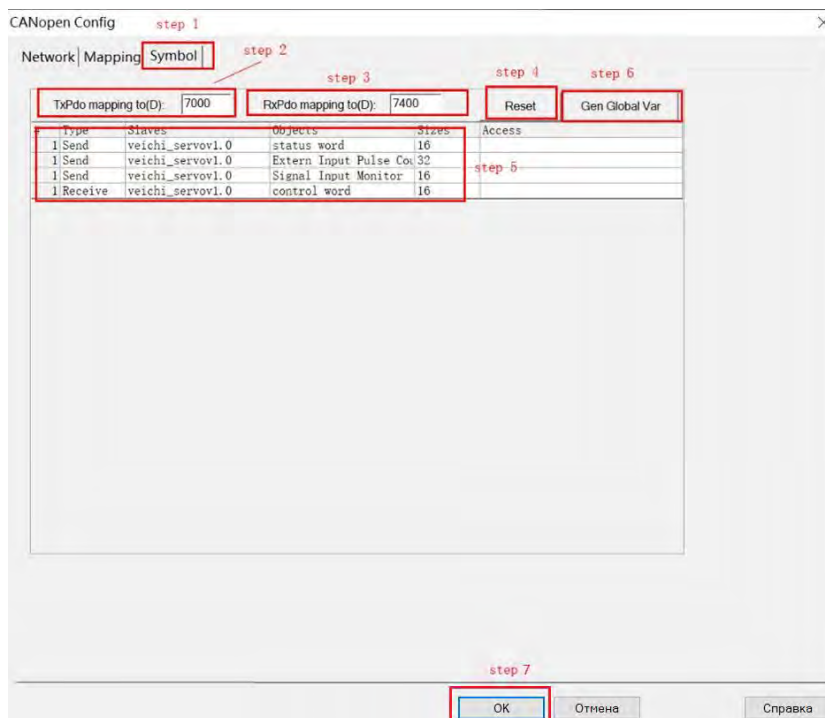 CANopen Config step 1
Network Mapping Symbol step 2
step 3 step 4 step 6
TxPdo mapping to(D): 7000 RxPdo mapping to(D): 7400 Reset Gen Global Var
# Type Slaves Objects Sizes Access
1 Send veichi_servov1.0 status word 16
1 Send veichi_servov1.0 Extern Input Pulse Cou 32
1 Send veichi_servov1.0 Signal Input Monitor 16 step 5
1 Receive veichi_servov1.0 control word 16
step 7
OK Отмена Справка